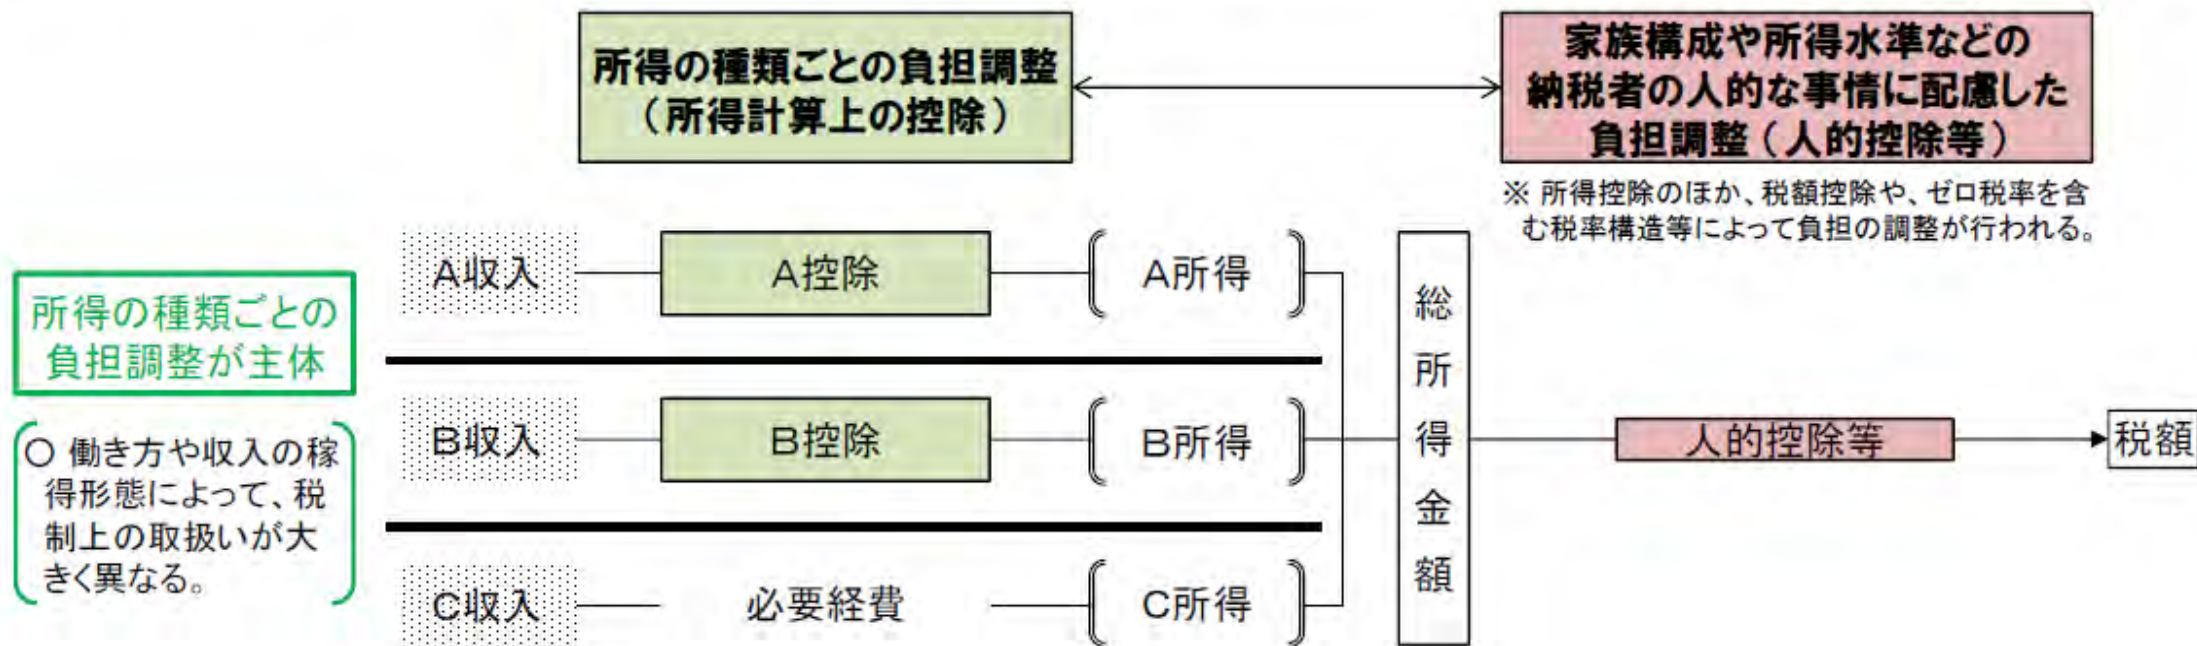 所得の種類ごとの負担調整
（所得計算上の控除）
家族構成や所得水準などの
納税者の人的な事情に配慮した
負担調整（人的控除等）
※ 所得控除のほか、税額控除や、ゼロ税率を含
む税率構造等によって負担の調整が行われる。
所得の種類ごとの
負担調整が主体
○ 働き方や収入の稼
得形態によって、税
制上の取扱いが大
きく異なる。
A収入
A控除
A所得
B収入
B控除
B所得
C収入
必要経費
C所得
総所得金額
人的控除等
税額